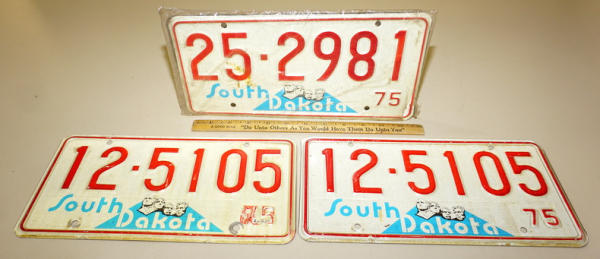 25-2981
South Dakota 75
"Do Unto Others As You Would Have Them Do Unto You"
12-5105
South Dakota
12-5105
South Dakota 75